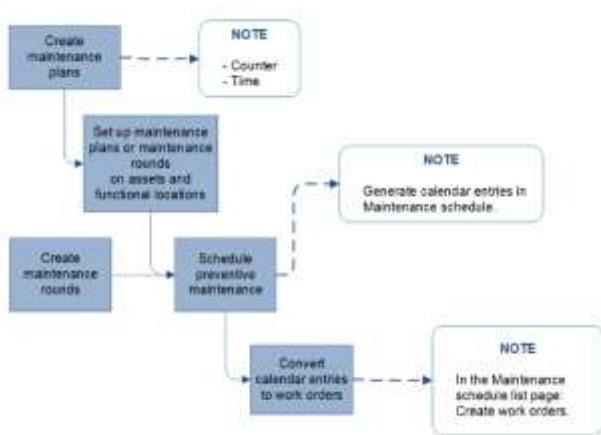 Create
maintenance
plans
NOTE
- Counter
- Time
Set up maintenance
plans or maintenance
rounds
on assets and
functional locations
NOTE
Generate calendar entries in
Maintenance schedule.
Create
maintenance
rounds
Schedule
preventive
maintenance
Convert
calendar entries
to work orders
NOTE
In the Maintenance
schedule list page:
Create work orders.